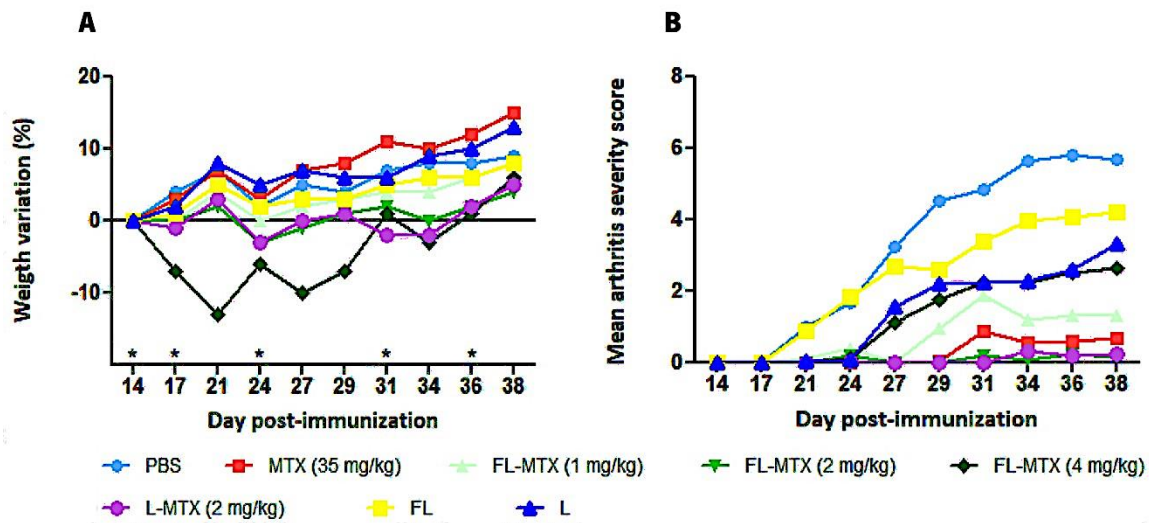 A
B
Weigth variation (%)
20
10
0
-10
* * * * *
14 17 21 24 27 29 31 34 36 38
Day post-immunization
Mean arthritis severity score
8
6
4
2
0
14 17 21 24 27 29 31 34 36 38
Day post-immunization
PBS MTX (35 mg/kg) FL-MTX (1 mg/kg) FL-MTX (2 mg/kg) FL-MTX (4 mg/kg)
L-MTX (2 mg/kg) FL L